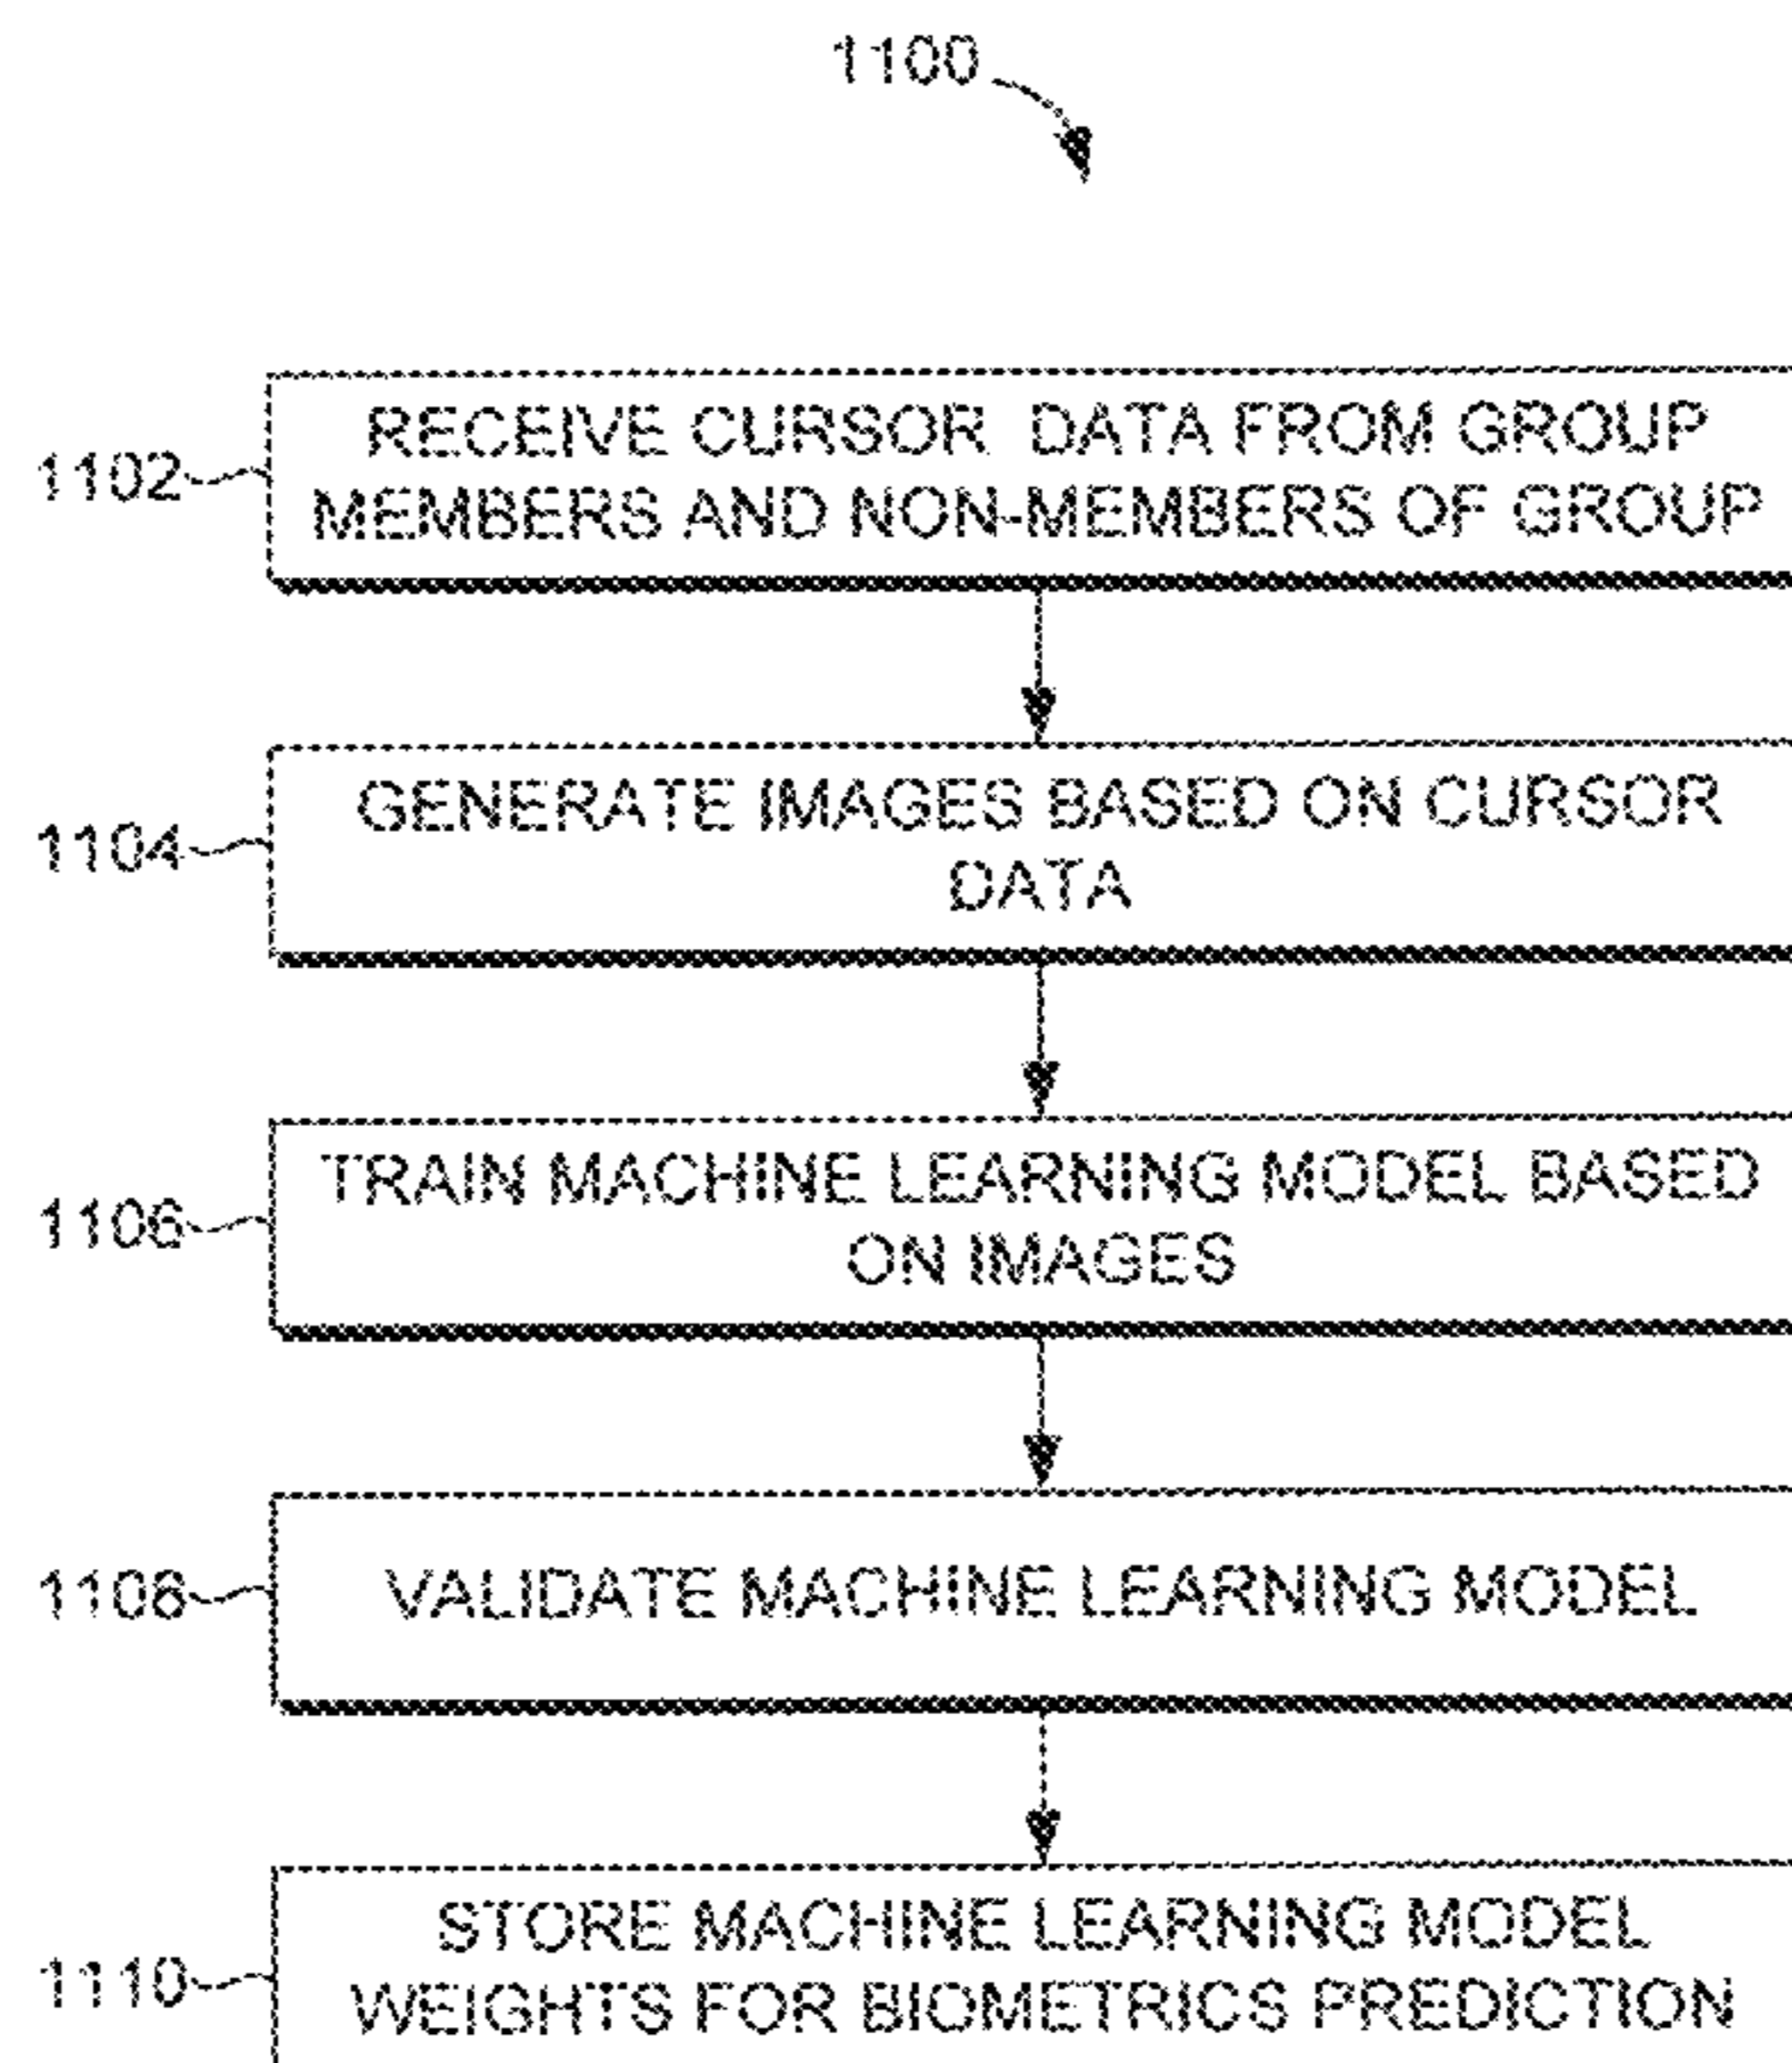 1100
1102
RECEIVE CURSOR DATA FROM GROUP
MEMBERS AND NON-MEMBERS OF GROUP
1104
GENERATE IMAGES BASED ON CURSOR
DATA
1106
TRAIN MACHINE LEARNING MODEL BASED
ON IMAGES
1108
VALIDATE MACHINE LEARNING MODEL
1110
STORE MACHINE LEARNING MODEL
WEIGHTS FOR BIOMETRICS PREDICTION